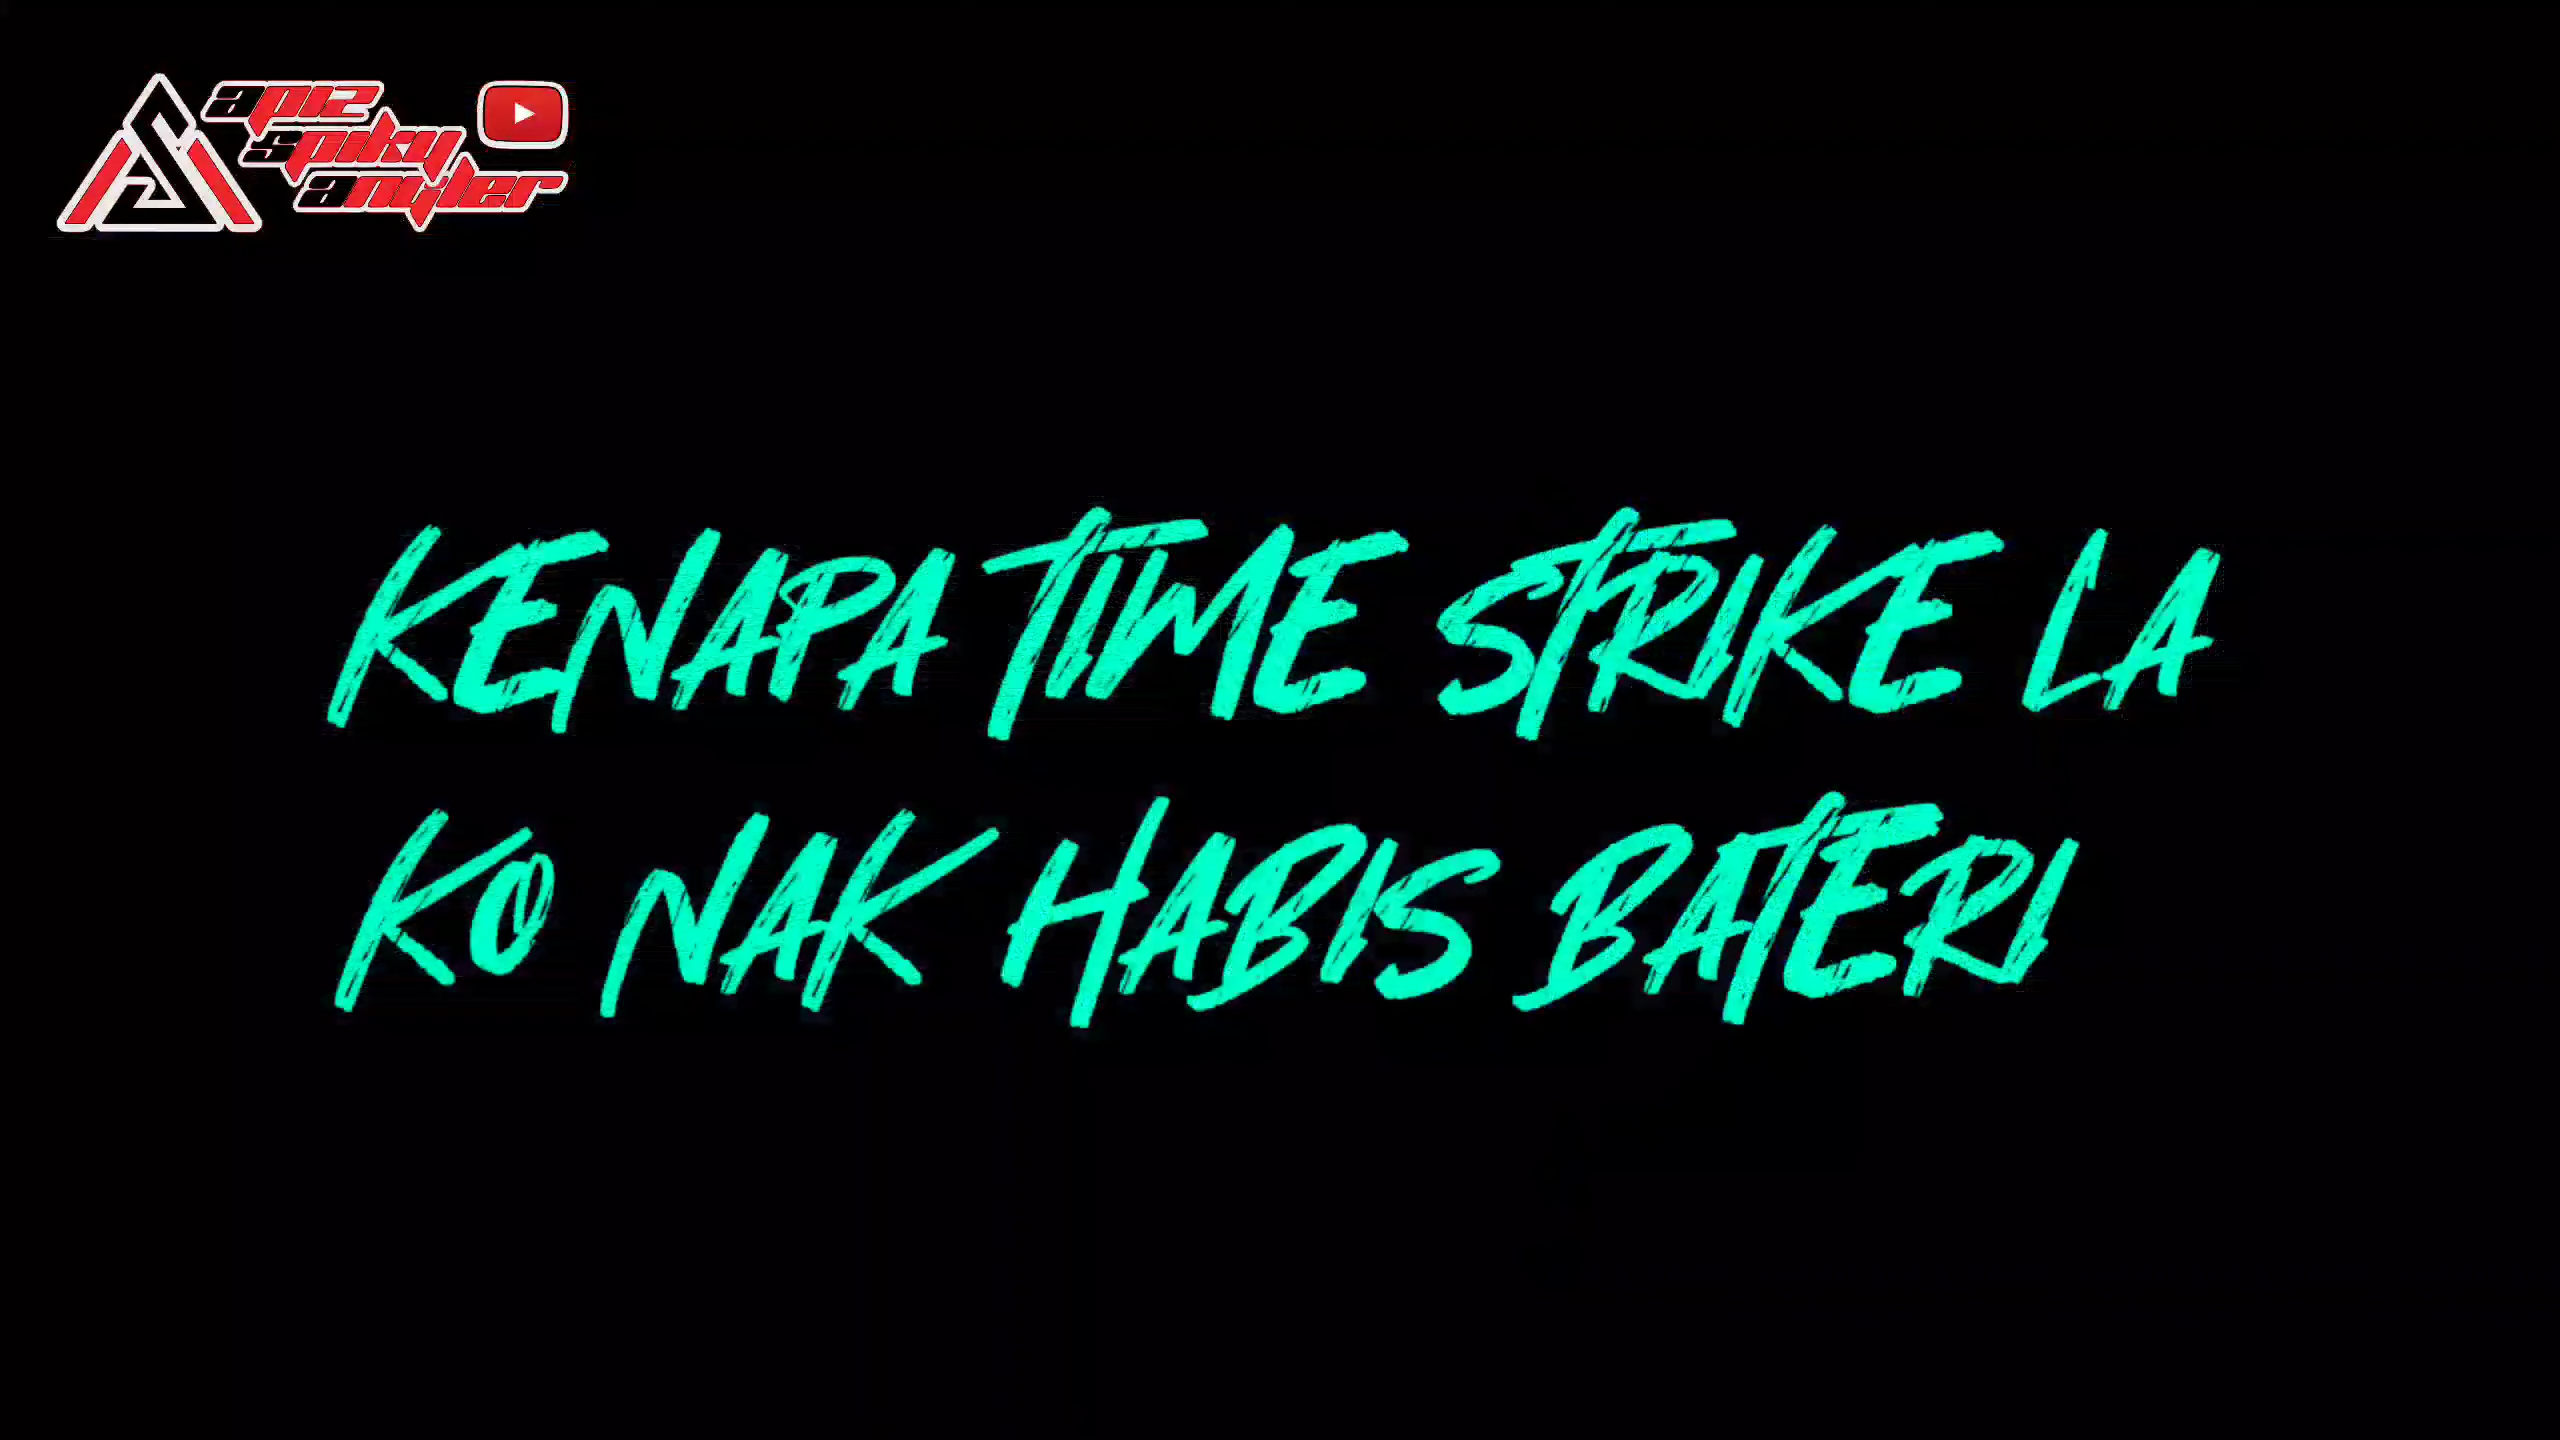 apiz
spiky
angler
KENAPA TIME STRIKE LA
KO NAK HABIS BATERI